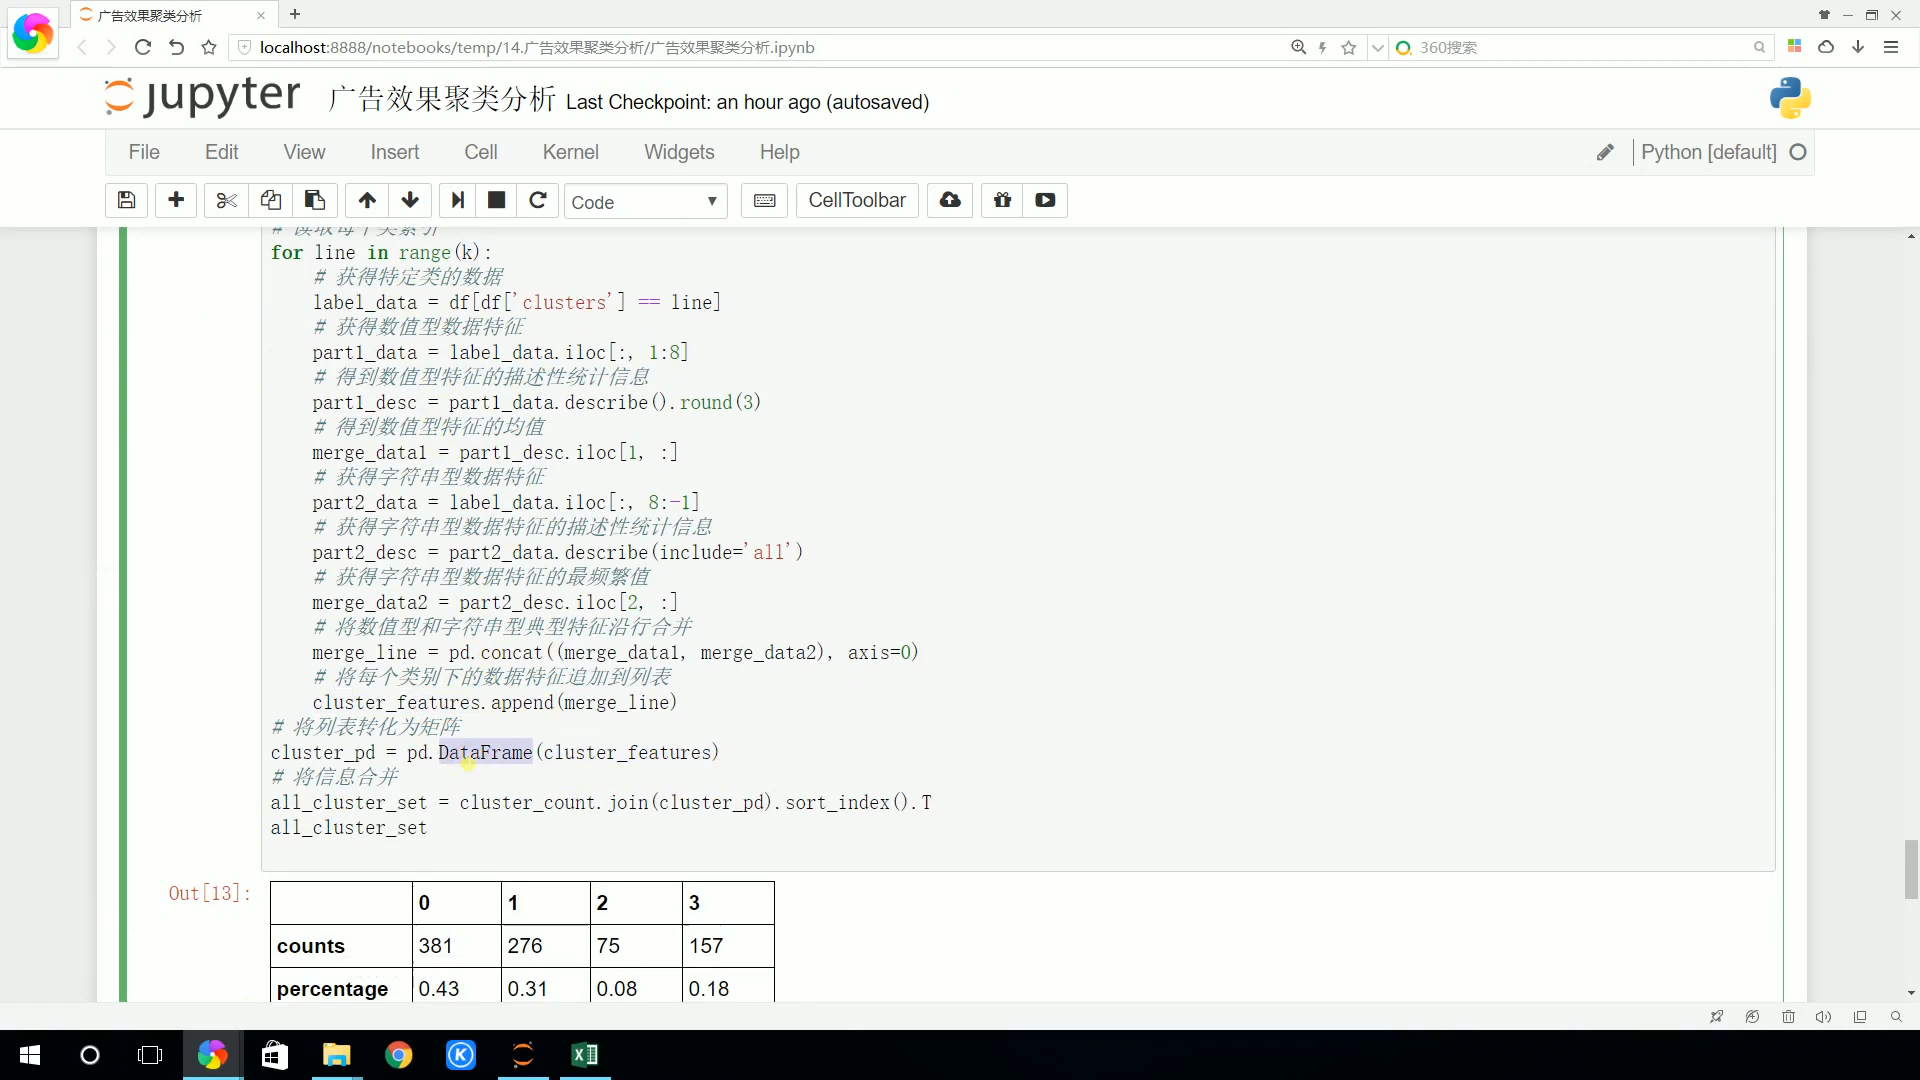 广告效果聚类分析
localhost:8888/notebooks/temp/14.广告效果聚类分析/广告效果聚类分析.ipynb
360搜索
jupyter 广告效果聚类分析 Last Checkpoint: an hour ago (autosaved)
File Edit View Insert Cell Kernel Widgets Help Python [default]
Code CellToolbar
# 读取每个类索引
for line in range(k):
# 获得特定类的数据
label_data = df[df['clusters'] == line]
# 获得数值型数据特征
part1_data = label_data.iloc[:, 1:8]
# 得到数值型特征的描述性统计信息
part1_desc = part1_data.describe().round(3)
# 得到数值型特征的均值
merge_data1 = part1_desc.iloc[1, :]
# 获得字符串型数据特征
part2_data = label_data.iloc[:, 8:-1]
# 获得字符串型数据特征的描述性统计信息
part2_desc = part2_data.describe(include='all')
# 获得字符串型数据特征的最频繁值
merge_data2 = part2_desc.iloc[2, :]
# 将数值型和字符串型典型特征沿行合并
merge_line = pd.concat((merge_data1, merge_data2), axis=0)
# 将每个类别下的数据特征追加到列表
cluster_features.append(merge_line)
# 将列表转化为矩阵
cluster_pd = pd.DataFrame(cluster_features)
# 将信息合并
all_cluster_set = cluster_count.join(cluster_pd).sort_index().T
all_cluster_set
Out[13]:
0 1 2 3
counts 381 276 75 157
percentage 0.43 0.31 0.08 0.18